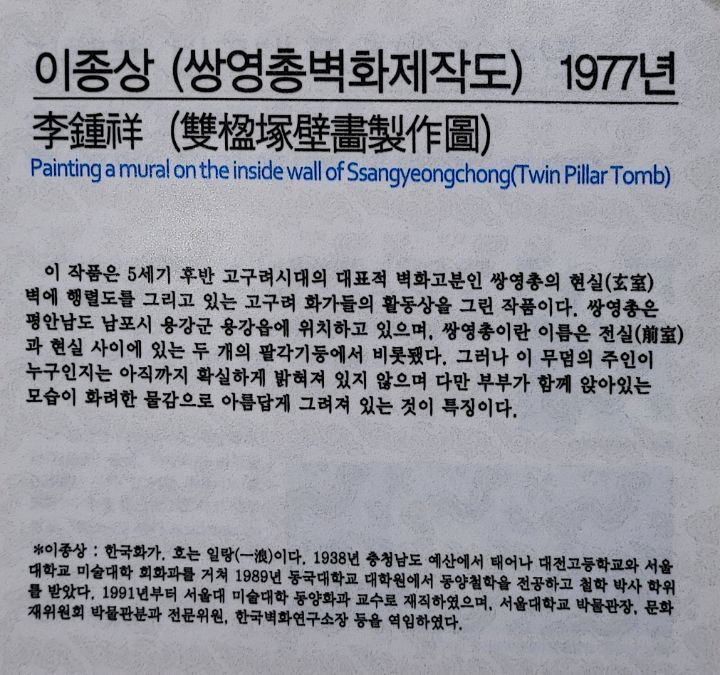 이종상 (쌍영총벽화제작도) 1977년
李鍾祥 (雙楹塚壁畫製作圖)
Painting a mural on the inside wall of Ssangyeongchong(Twin Pillar Tomb)
이 작품은 5세기 후반 고구려시대의 대표적 벽화고분인 쌍영총의 현실(玄室)
벽에 행렬도를 그리고 있는 고구려 화가들의 활동상을 그린 작품이다. 쌍영총은
평안남도 남포시 용강군 용강읍에 위치하고 있으며, 쌍영총이란 이름은 전실(前室)
과 현실 사이에 있는 두 개의 팔각기둥에서 비롯됐다. 그러나 이 무덤의 주인이
누구인지는 아직까지 확실하게 밝혀져 있지 않으며 다만 부부가 함께 앉아있는
모습이 화려한 물감으로 아름답게 그려져 있는 것이 특징이다.
*이종상 : 한국화가. 호는 일랑(一浪)이다. 1938년 충청남도 예산에서 태어나 대전고등학교와 서울
대학교 미술대학 회화과를 거쳐 1989년 동국대학교 대학원에서 동양철학을 전공하고 철학 박사 학위
를 받았다. 1991년부터 서울대 미술대학 동양화과 교수로 재직하였으며, 서울대학교 박물관장, 문화
재위원회 박물관분과 전문위원, 한국벽화연구소장 등을 역임하였다.